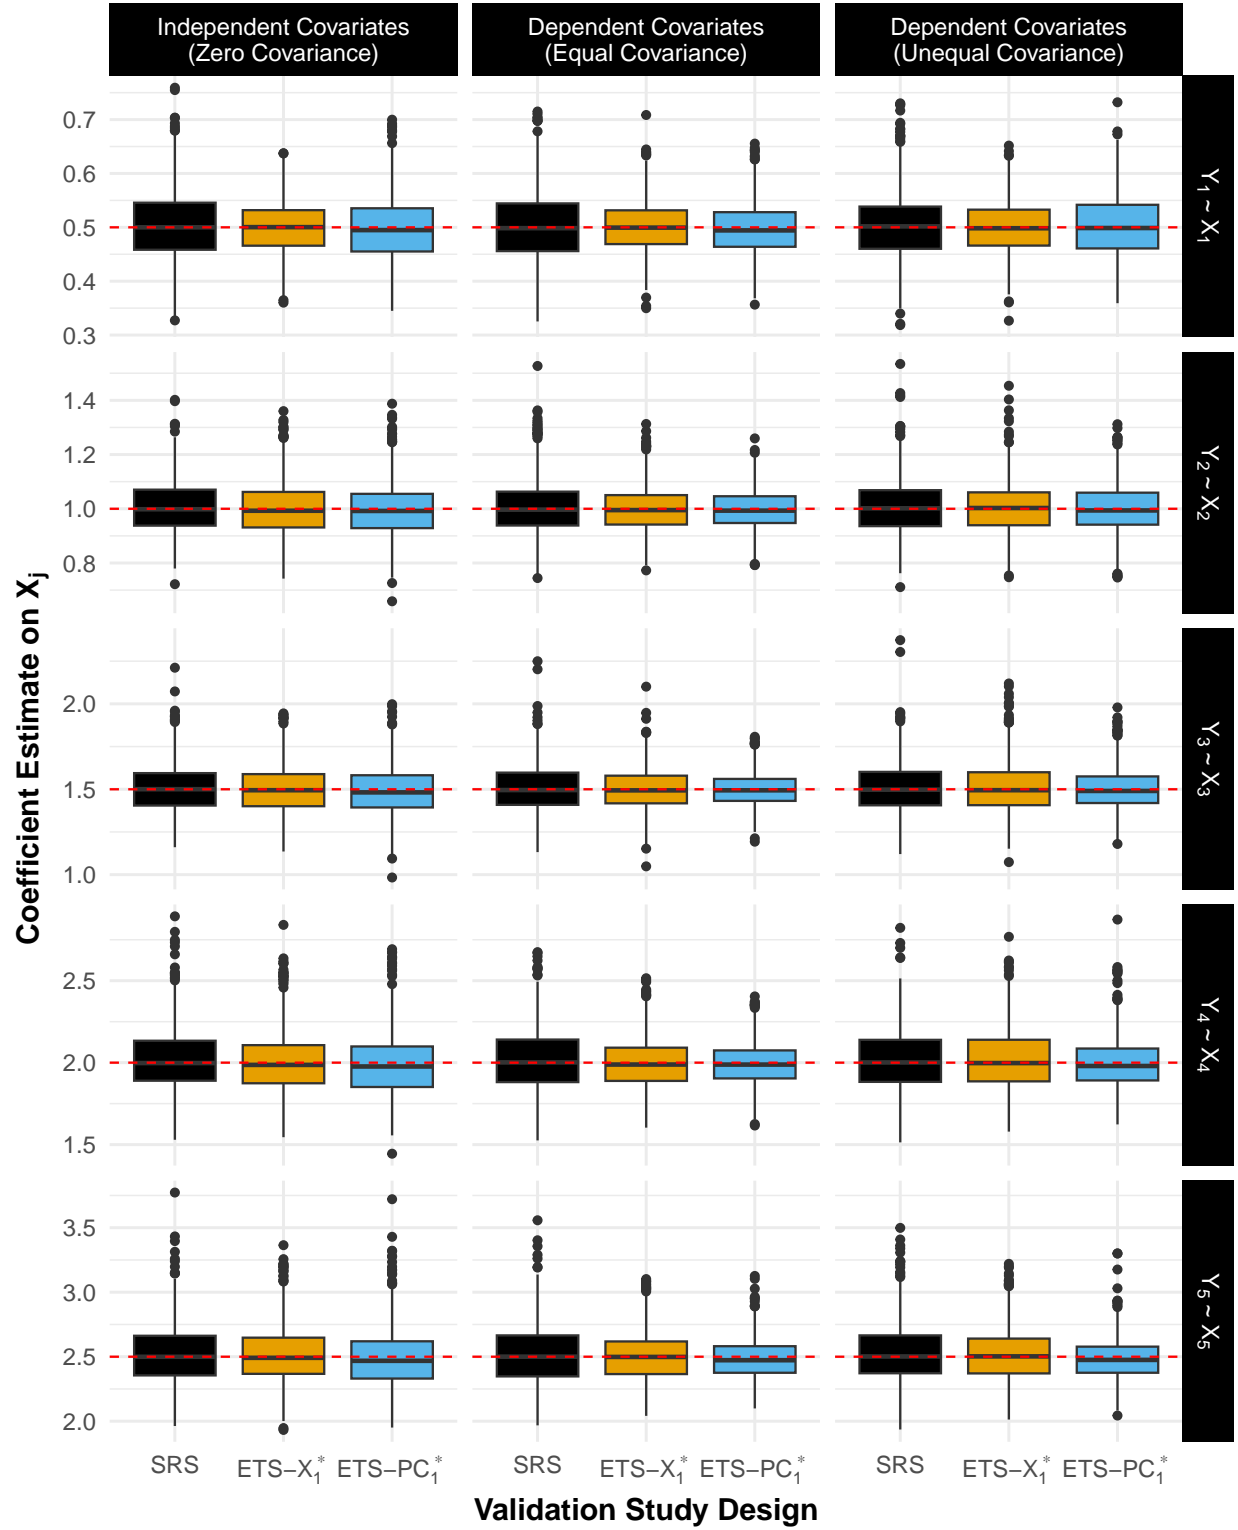 Independent Covariates
(Zero Covariance)
Dependent Covariates
(Equal Covariance)
Dependent Covariates
(Unequal Covariance)
0.7
0.6
0.5
0.4
0.3
Y₁ ~ X₁
1.4
1.2
1.0
0.8
Y₂ ~ X₂
2.0
1.5
1.0
Y₃ ~ X₃
2.5
2.0
1.5
Y₄ ~ X₄
3.5
3.0
2.5
2.0
Y₅ ~ X₅
Coefficient Estimate on Xⱼ
SRS ETS−X₁* ETS−PC₁* SRS ETS−X₁* ETS−PC₁* SRS ETS−X₁* ETS−PC₁*
Validation Study Design